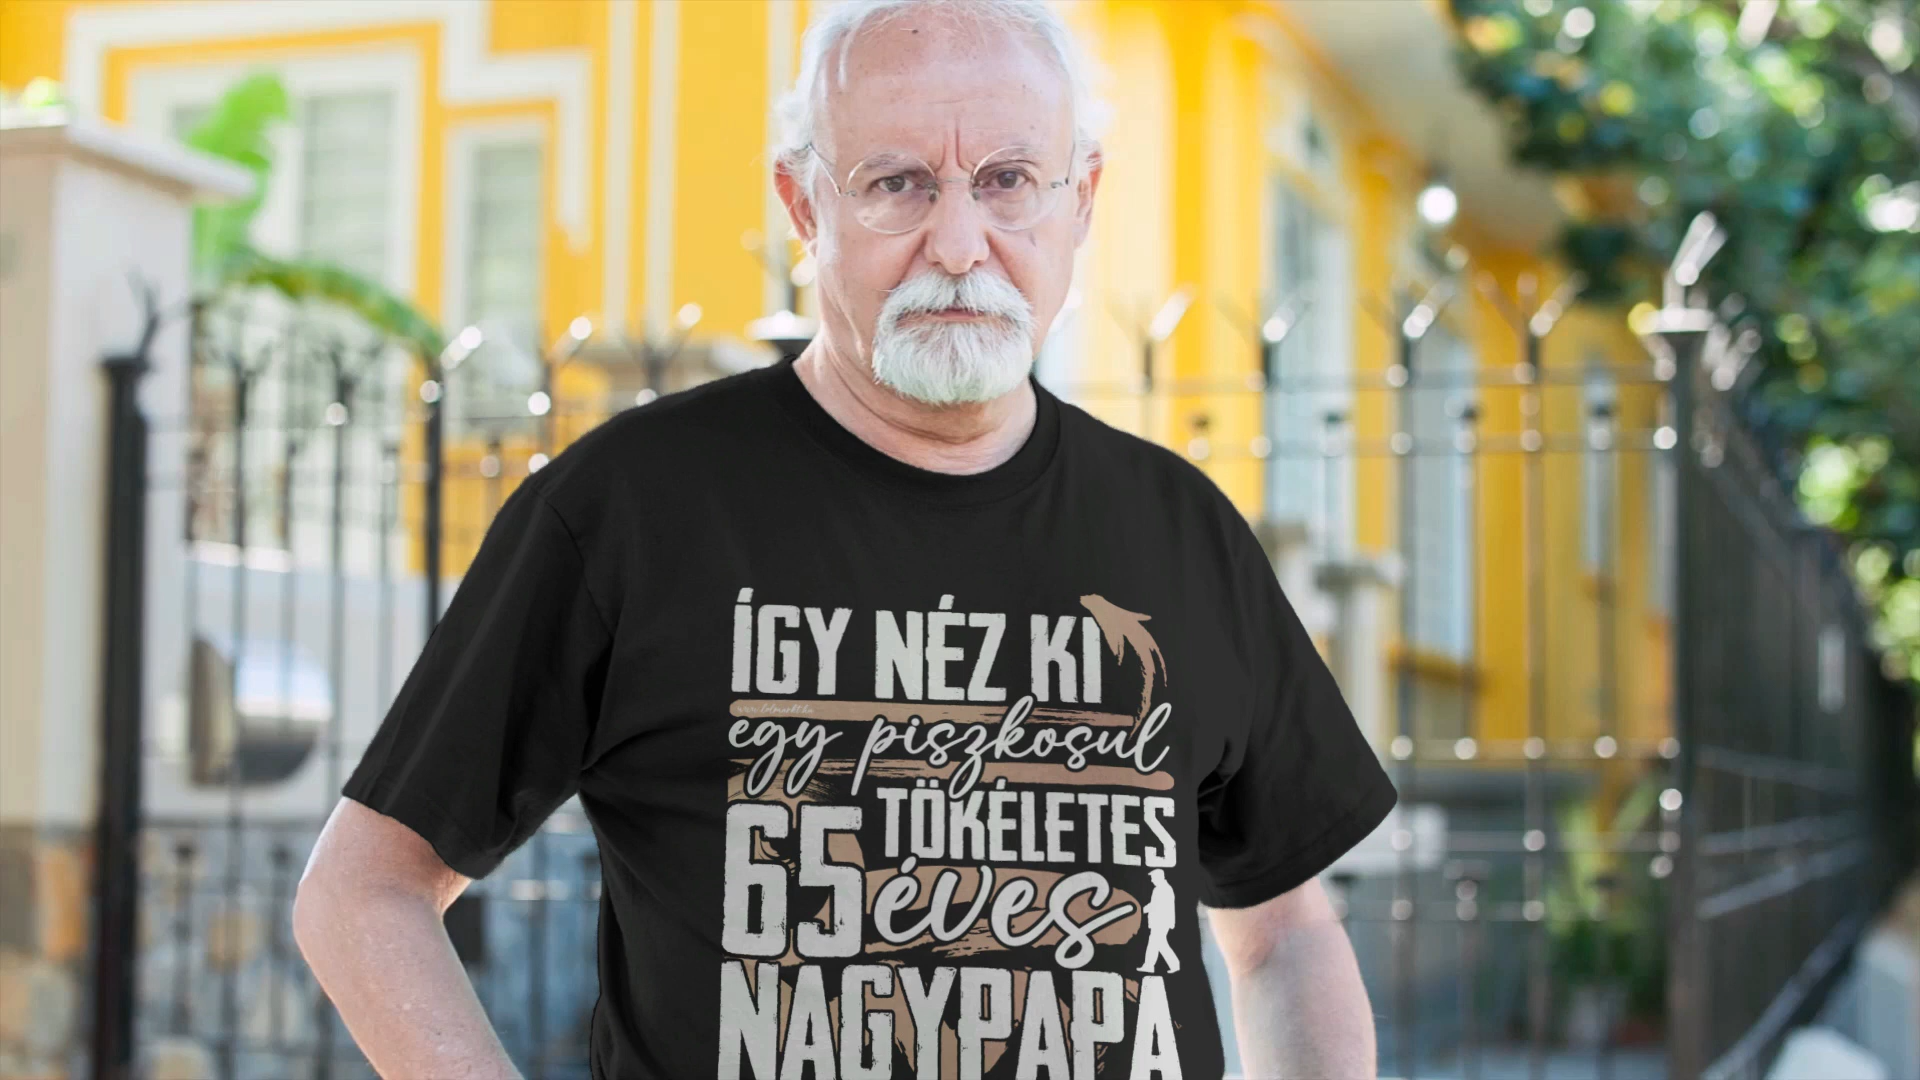 ÍGY NÉZ KI
egy piszkosul
65 TÖKÉLETES
éves
NAGYPAPA